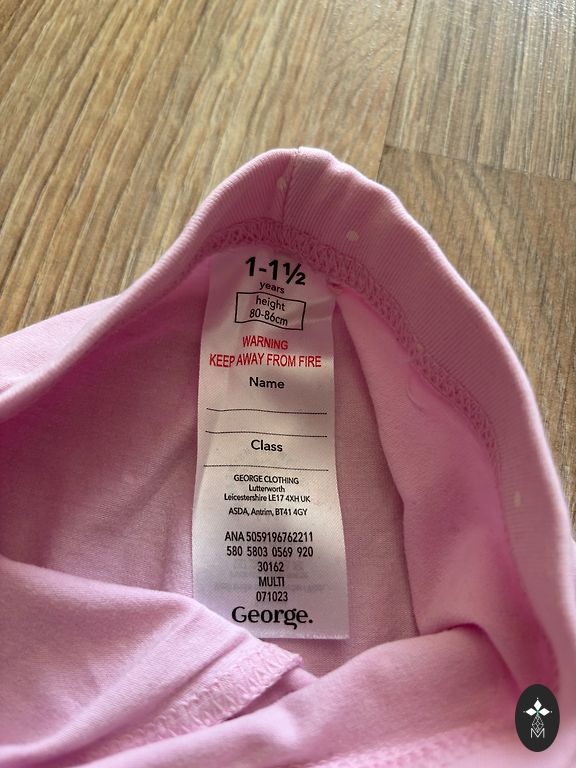 1-1½
years
height
80-86cm
WARNING
KEEP AWAY FROM FIRE
Name
Class
GEORGE CLOTHING
Lutterworth
Leicestershire LE17 4XH UK
ASDA, Antrim, BT41 4GY
ANA 5059196762211
580 5803 0569 920
30162
MULTI
071023
George.
M